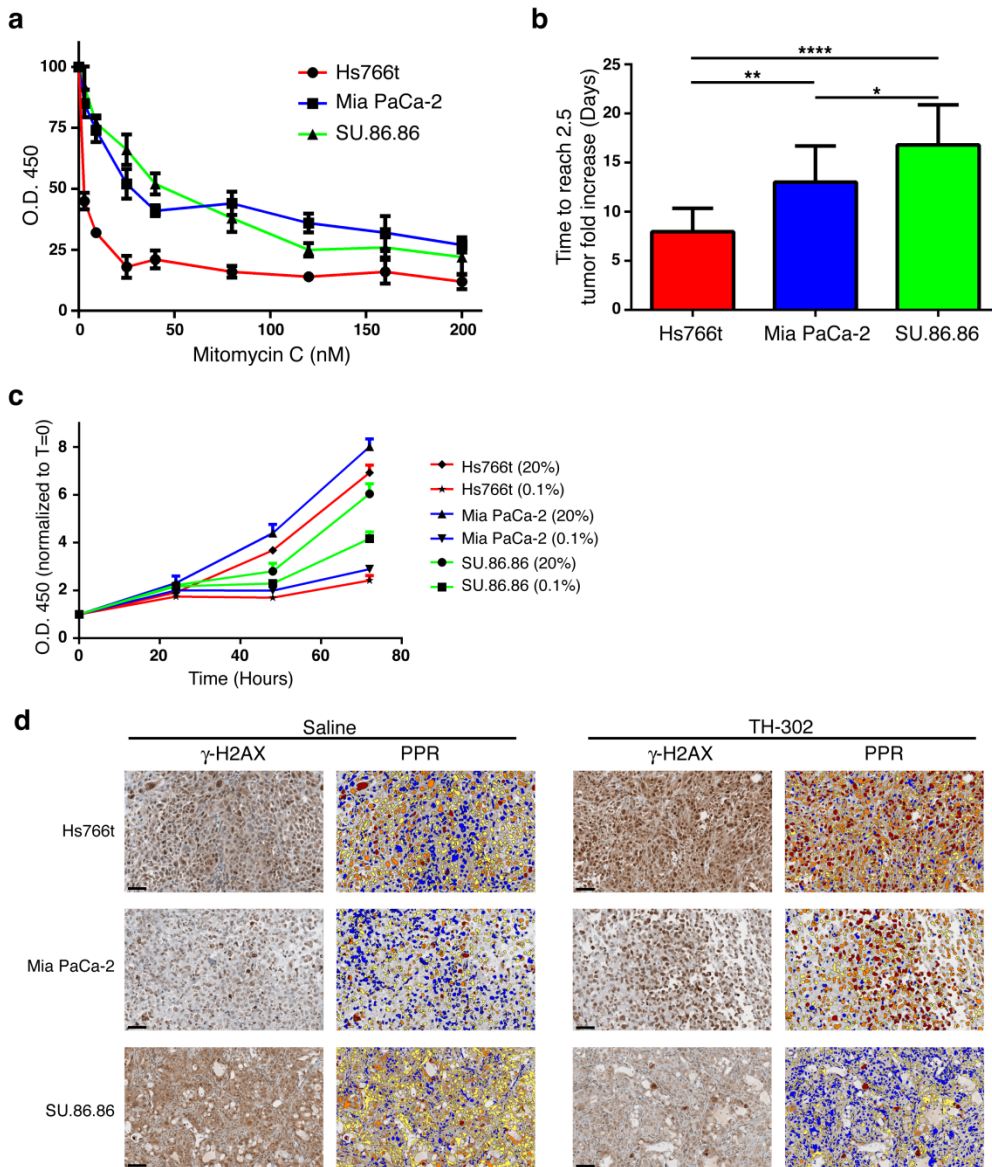 a
100
75
50
25
0
O.D. 450
0 50 100 150 200
Mitomycin C (nM)
Hs766t
Mia PaCa-2
SU.86.86
b
25
20
15
10
5
0
Time to reach 2.5
tumor fold increase (Days)
****
**
*
Hs766t Mia PaCa-2 SU.86.86
c
8
6
4
2
0
O.D. 450 (normalized to T=0)
0 20 40 60 80
Time (Hours)
Hs766t (20%)
Hs766t (0.1%)
Mia PaCa-2 (20%)
Mia PaCa-2 (0.1%)
SU.86.86 (20%)
SU.86.86 (0.1%)
d
Saline TH-302
γ-H2AX PPR γ-H2AX PPR
Hs766t
Mia PaCa-2
SU.86.86